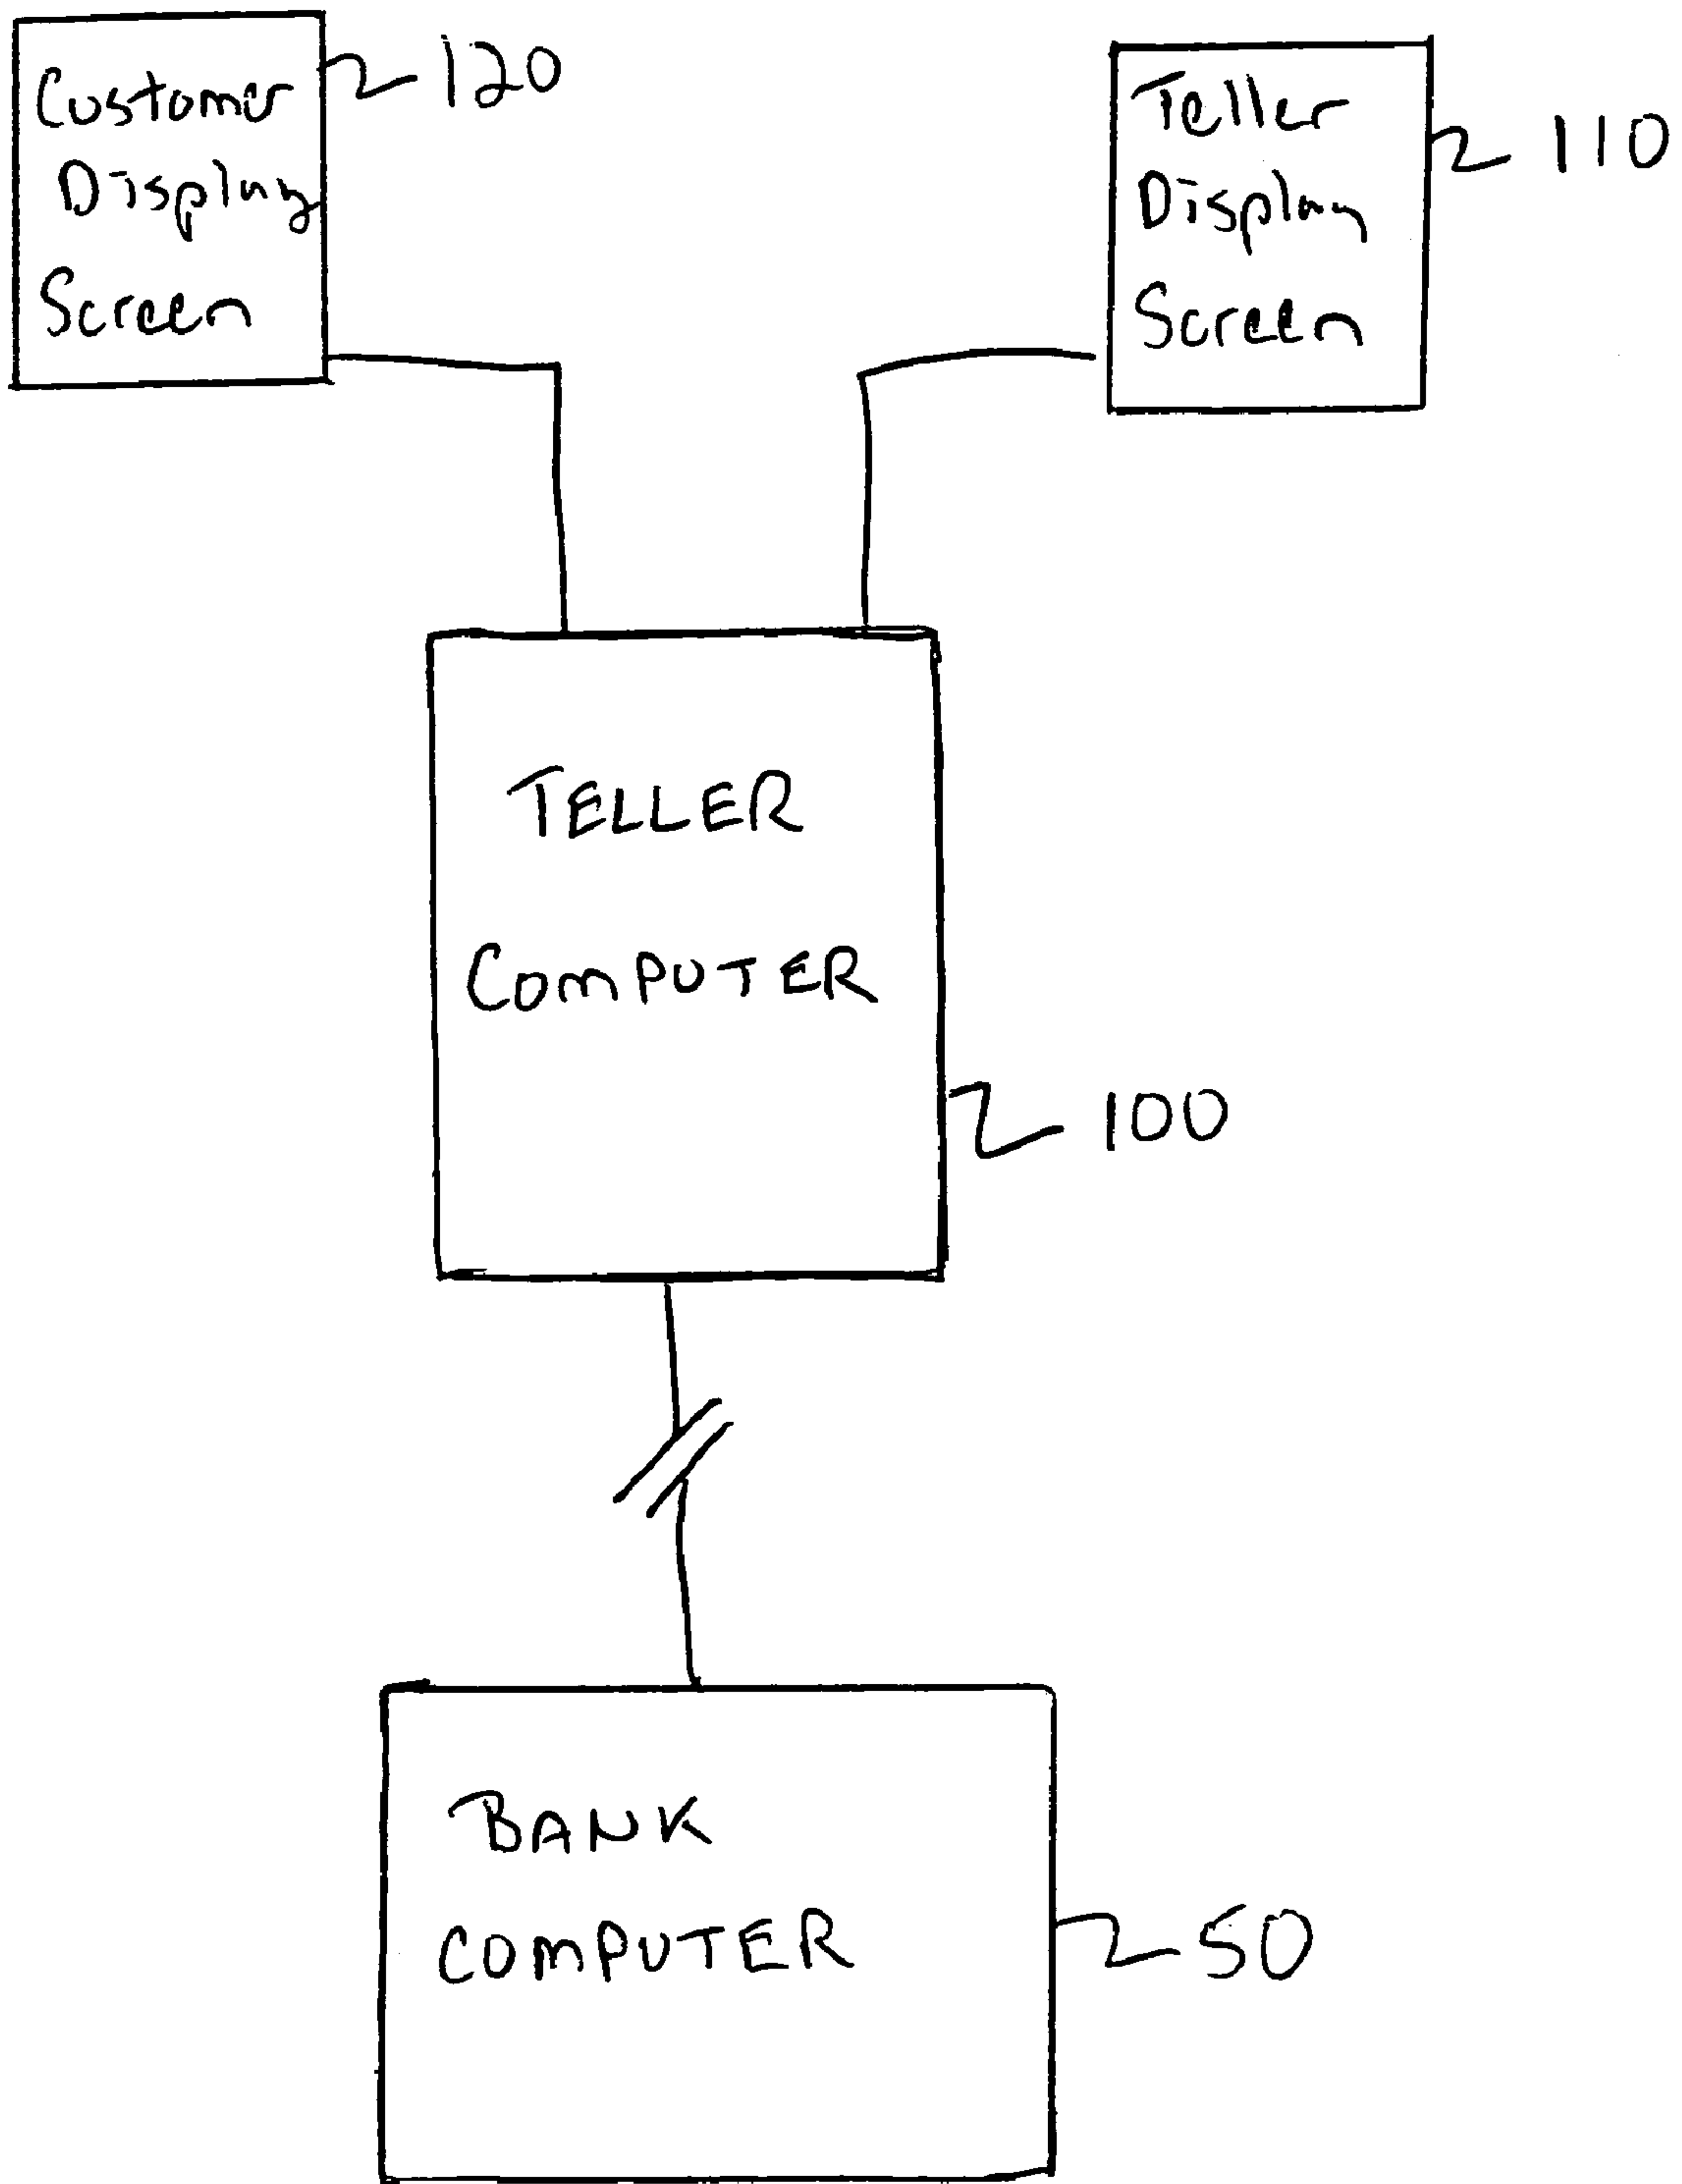 Customer
Display
Screen
120
Teller
Display
Screen
110
TELLER
COMPUTER
100
BANK
COMPUTER
50